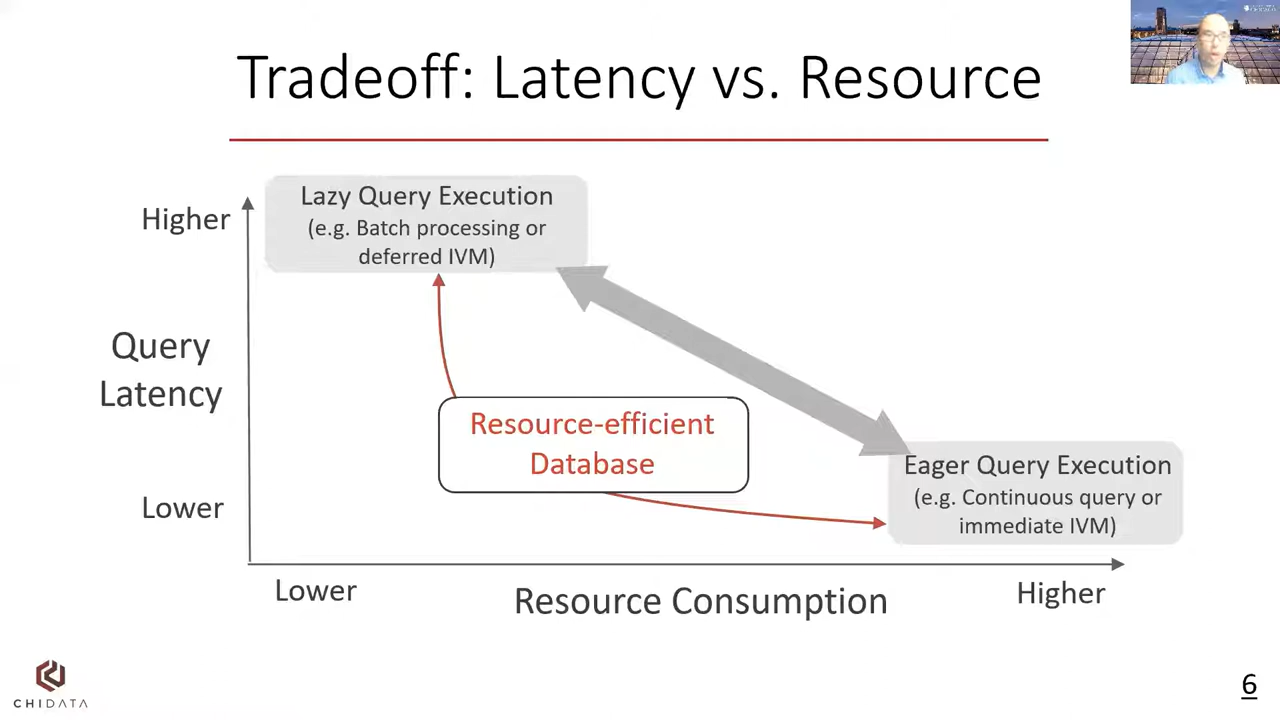 Tradeoff: Latency vs. Resource
Higher
Lazy Query Execution
(e.g. Batch processing or
deferred IVM)
Query
Latency
Resource-efficient
Database
Eager Query Execution
(e.g. Continuous query or
immediate IVM)
Lower
Lower
Resource Consumption
Higher
CHIDATA
6